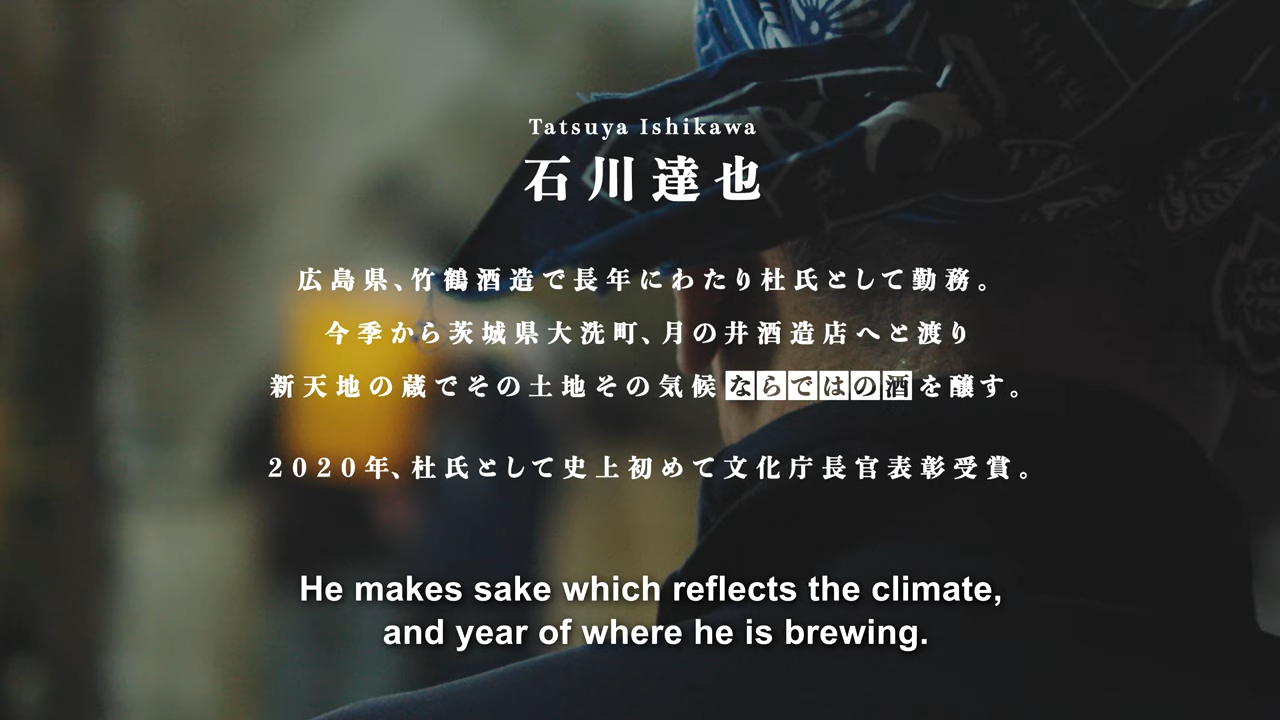 Tatsuya Ishikawa
石川達也
広島県、竹鶴酒造で長年にわたり杜氏として勤務。
今季から茨城県大洗町、月の井酒造店へと渡り
新天地の蔵でその土地その気候ならではの酒を醸す。
2020年、杜氏として史上初めて文化庁長官表彰受賞。
He makes sake which reflects the climate,
and year of where he is brewing.